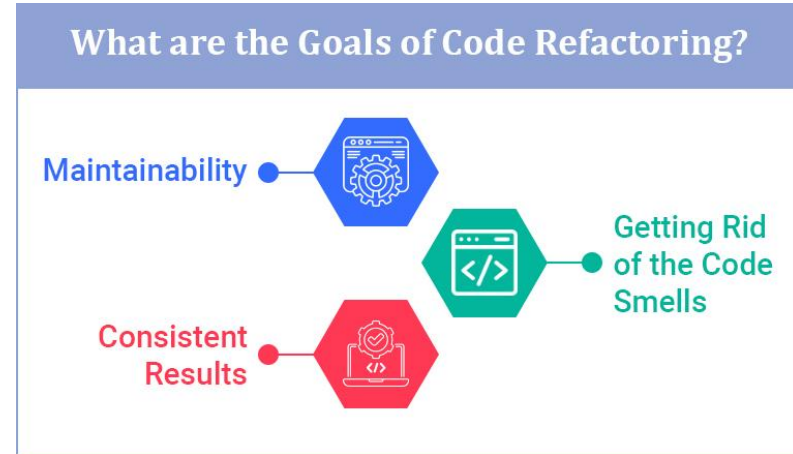 What are the Goals of Code Refactoring?
Maintainability
Getting Rid
of the Code
Smells
</>
Consistent
Results
</>